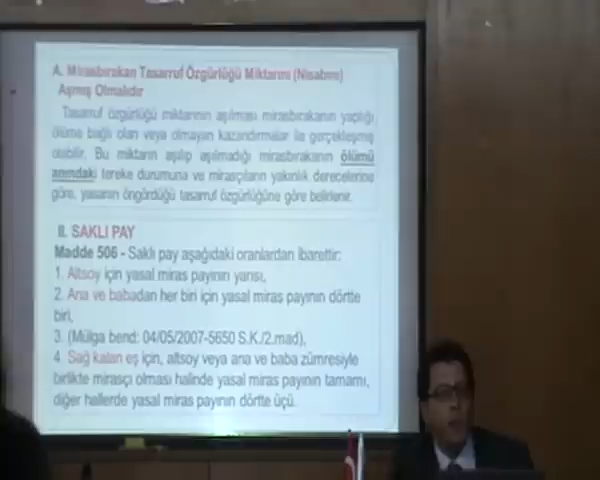 A. Mirasbırakan Tasarruf Özgürlüğü Miktarını (Nisabını)
Aşmış Olmalıdır
Tasarruf özgürlüğü miktarının aşılması mirasbırakanın yaptığı
ölüme bağlı olan veya olmayan kazandırmalar ile gerçekleşmiş
olabilir. Bu miktarın aşılıp aşılmadığı mirasbırakanın ölümü
anındaki tereke durumuna ve mirasçıların yakınlık derecelerine
göre, yasanın öngördüğü tasarruf özgürlüğüne göre belirlenir.
II. SAKLI PAY
Madde 506 - Saklı pay aşağıdaki oranlardan ibarettir:
1. Altsoy için yasal miras payının yarısı,
2. Ana ve babadan her biri için yasal miras payının dörtte
biri,
3. (Mülga bend: 04/05/2007-5650 S.K./2.mad),
4. Sağ kalan eş için, altsoy veya ana ve baba zümresiyle
birlikte mirasçı olması halinde yasal miras payının tamamı,
diğer hallerde yasal miras payının dörtte üçü.